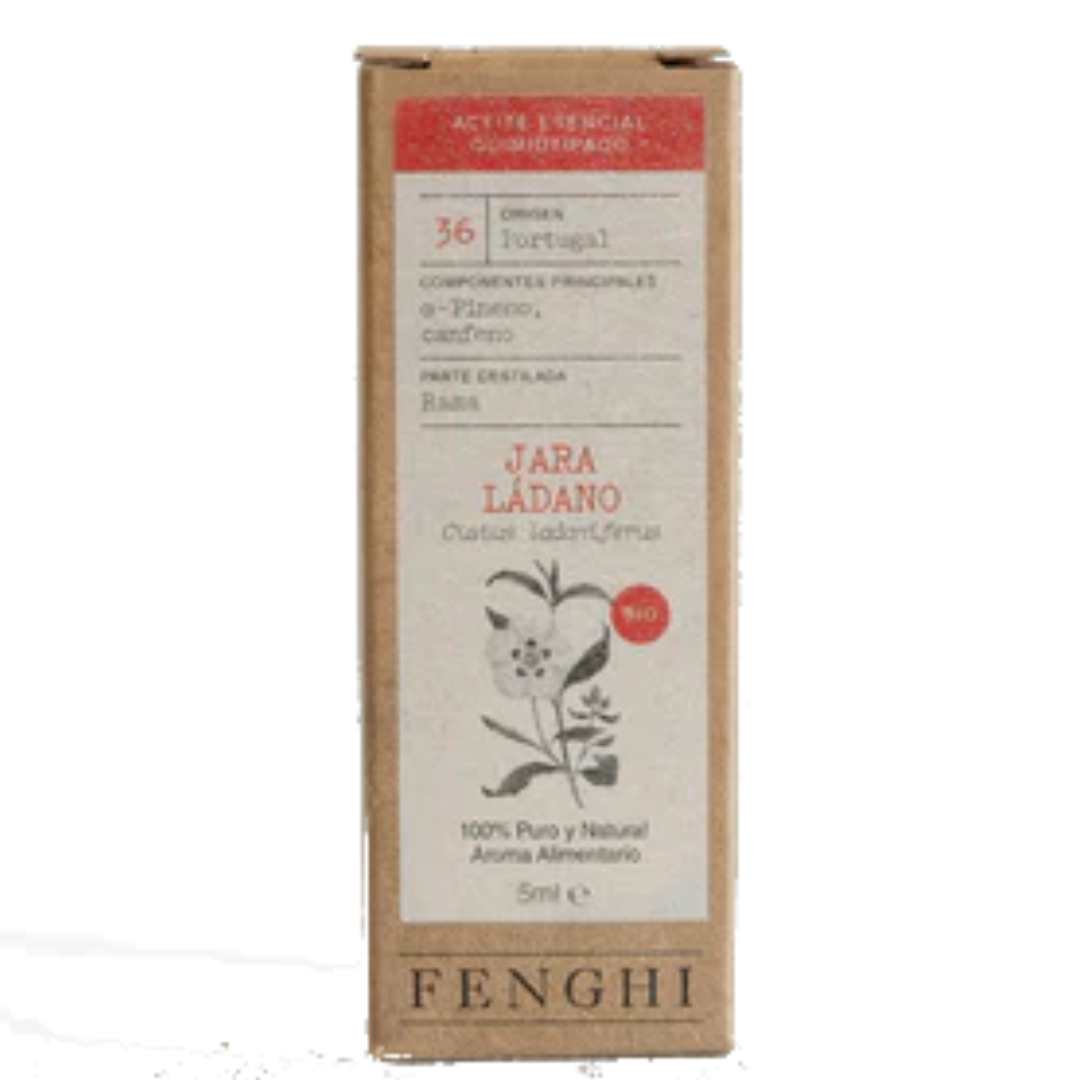 ACEITE ESENCIAL
QUIMIOTIPADO
36
ORIGEN
Portugal
COMPONENTES PRINCIPALES
α-Pineno,
canfeno
PARTE DESTILADA
Rama
JARA
LÁDANO
Cistus ladaniferus
BIO
100% Puro y Natural
Aroma Alimentario
5ml ℮
FENGHI